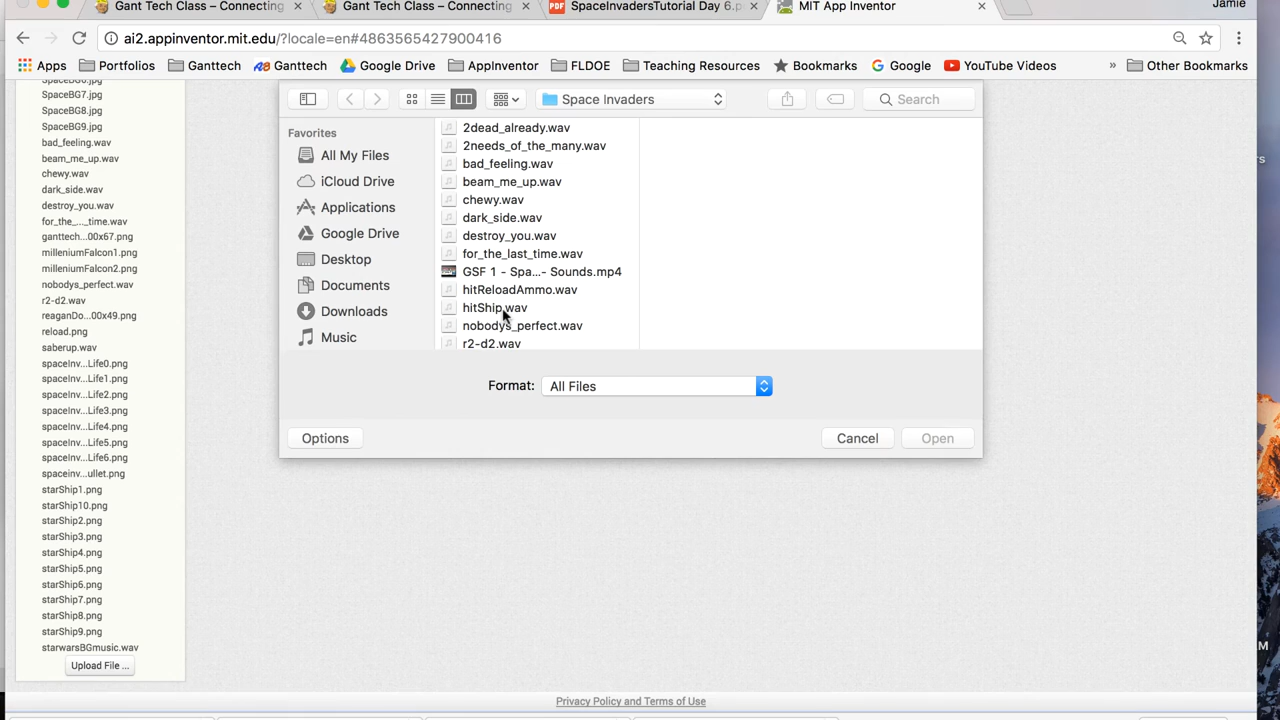 Gant Tech Class – Connecting ×
Gant Tech Class – Connecting ×
PDF SpaceInvadersTutorial Day 6.p ×
MIT App Inventor ×
Jamie
ai2.appinventor.mit.edu/?locale=en#4863565427900416
Apps Portfolios Ganttech Ganttech Google Drive AppInventor FLDOE Teaching Resources Bookmarks Google YouTube Videos » Other Bookmarks
SpaceBG6.jpg
SpaceBG7.jpg
SpaceBG8.jpg
SpaceBG9.jpg
bad_feeling.wav
beam_me_up.wav
chewy.wav
dark_side.wav
destroy_you.wav
for_the_..._time.wav
ganttech...00x67.png
milleniumFalcon1.png
milleniumFalcon2.png
nobodys_perfect.wav
r2-d2.wav
reaganDo...00x49.png
reload.png
saberup.wav
spaceInv...Life0.png
spaceInv...Life1.png
spaceInv...Life2.png
spaceInv...Life3.png
spaceInv...Life4.png
spaceInv...Life5.png
spaceInv...Life6.png
spaceinv...ullet.png
starShip1.png
starShip10.png
starShip2.png
starShip3.png
starShip4.png
starShip5.png
starShip6.png
starShip7.png
starShip8.png
starShip9.png
starwarsBGmusic.wav
Upload File ...
Space Invaders
Search
Favorites
All My Files
iCloud Drive
Applications
Google Drive
Desktop
Documents
Downloads
Music
2dead_already.wav
2needs_of_the_many.wav
bad_feeling.wav
beam_me_up.wav
chewy.wav
dark_side.wav
destroy_you.wav
for_the_last_time.wav
GSF 1 - Spa...- Sounds.mp4
hitReloadAmmo.wav
hitShip.wav
nobodys_perfect.wav
r2-d2.wav
Format: All Files
Options
Cancel
Open
Privacy Policy and Terms of Use